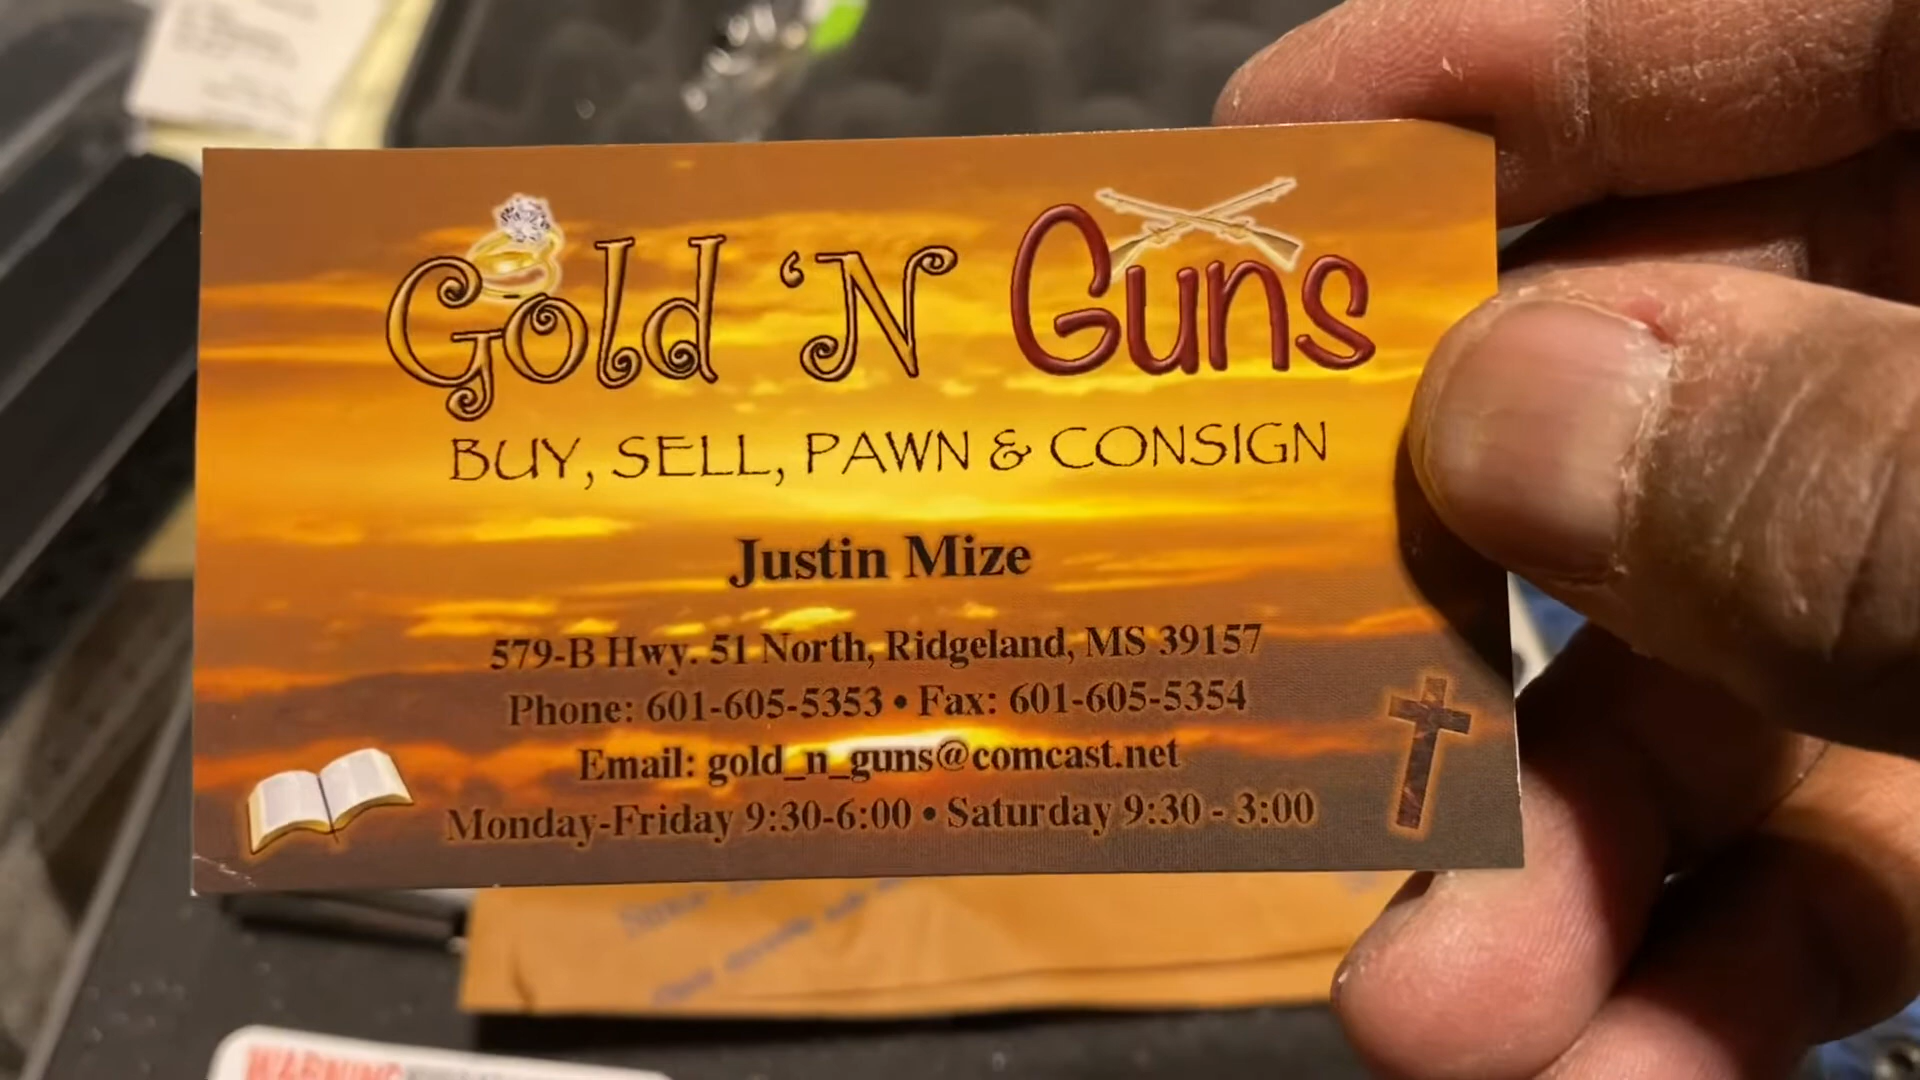 Gold 'N Guns
BUY, SELL, PAWN & CONSIGN
Justin Mize
579-B Hwy. 51 North, Ridgeland, MS 39157
Phone: 601-605-5353 • Fax: 601-605-5354
Email: gold_n_guns@comcast.net
Monday-Friday 9:30-6:00 • Saturday 9:30 - 3:00
WARNING